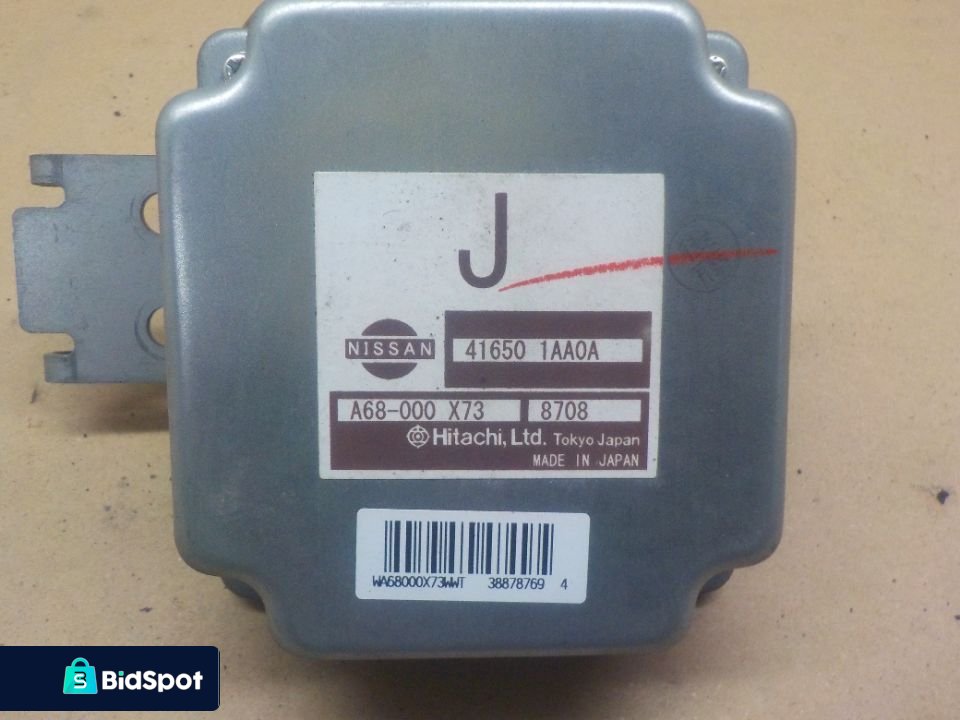 J
NISSAN
41650 1AA0A
A68-000 X73
8708
Hitachi, Ltd. Tokyo Japan
MADE IN JAPAN
WA68000X73WWT 38878769 4
BidSpot